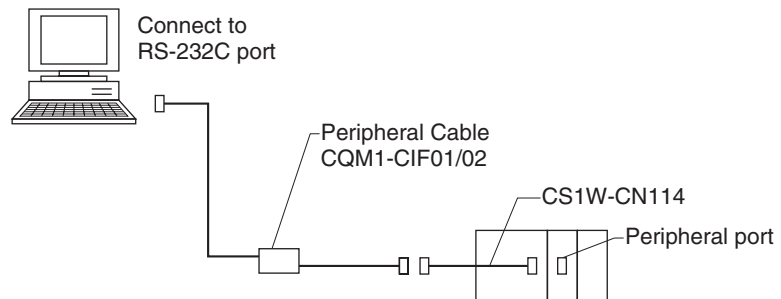 Connect to
RS-232C port
Peripheral Cable
CQM1-CIF01/02
CS1W-CN114
Peripheral port